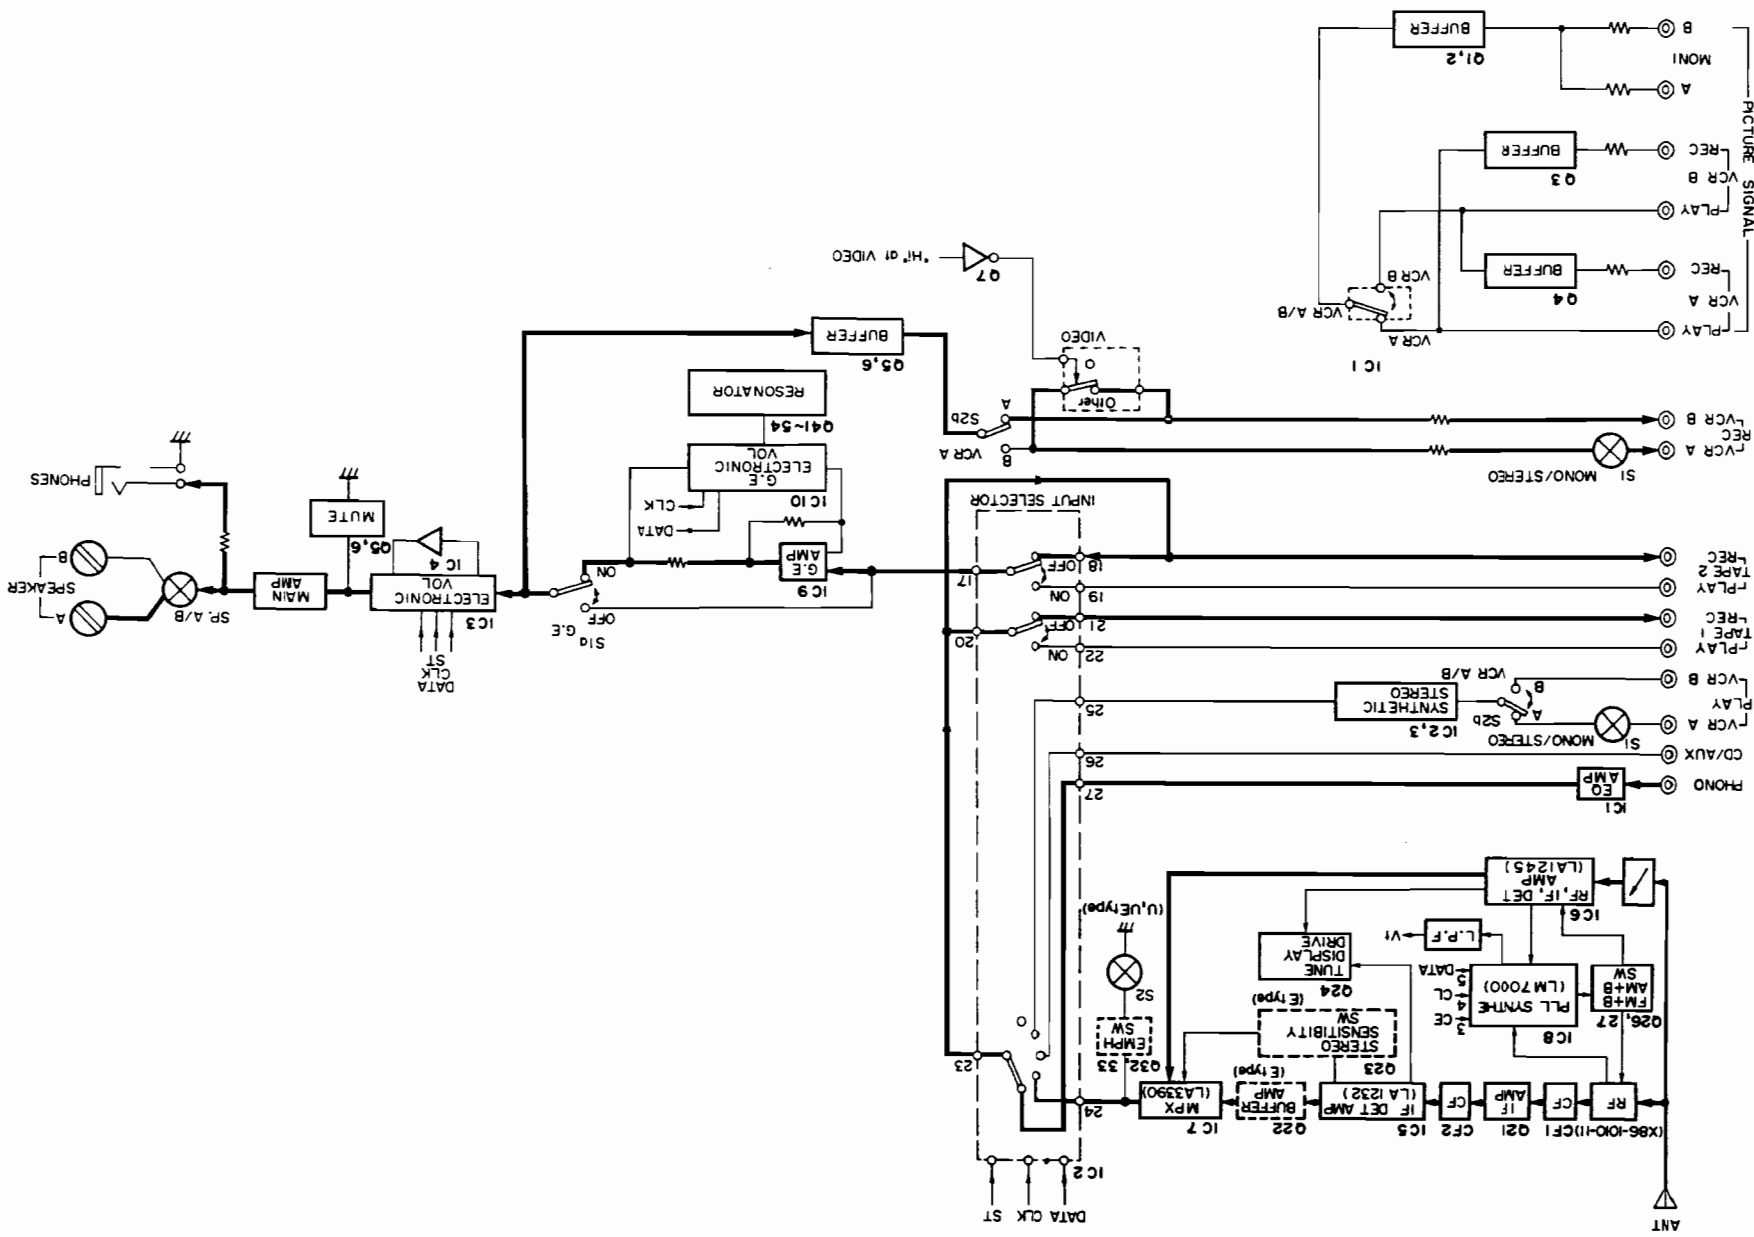 ANT
DATA CLK ST
IC2
(X86-1010-11)
CF1
Q21
CF2
IC5
Q22
IC7
RF
CF
IF
AMP
CF
IF
DET AMP
(LA1232)
BUFFER
AMP
(E type)
MPX
(LA3390)
24
23
Q26,27
FM+B
AM+B
SW
IC8
PLL SYNTHE
(LM7000)
CE 3
CL 4
DATA 5
L.P.F
Vt
Q23
STEREO
SENSITIBITY
SW
(E type)
Q24
TUNE
DISPLAY
DRIVE
Q32,33
EMPH
SW
S2
(U,UE type)
IC6
RF, IF, DET
AMP
(LA1245)
PHONO
IC1
EQ
AMP
27
CD/AUX
26
PLAY
VCR A
VCR B
S1
MONO/STEREO
S2b
A
B
VCR A/B
IC2,3
SYNTHETIC
STEREO
25
TAPE 1
PLAY
REC
22
21
ON
OFF
20
TAPE 2
PLAY
REC
19
18
ON
OFF
17
INPUT SELECTOR
IC9
G.E
AMP
S1a G.E
OFF
ON
IC3
ELECTRONIC
VOL
DATA
CLK
ST
IC4
Q5,6
MUTE
MAIN
AMP
SP. A/B
SPEAKER
A
B
PHONES
DATA
CLK
IC10
G.E
ELECTRONIC
VOL
Q41~54
RESONATOR
REC
VCR A
VCR B
S1
MONO/STEREO
B
VCR A
A
S2b
Other
VIDEO
Q5,6
BUFFER
Q7
"Hi" at VIDEO
PICTURE SIGNAL
VCR A
PLAY
REC
Q4
BUFFER
IC1
VCR A
VCR B
VCR A/B
VCR B
PLAY
REC
Q3
BUFFER
MONI
A
B
Q1,2
BUFFER